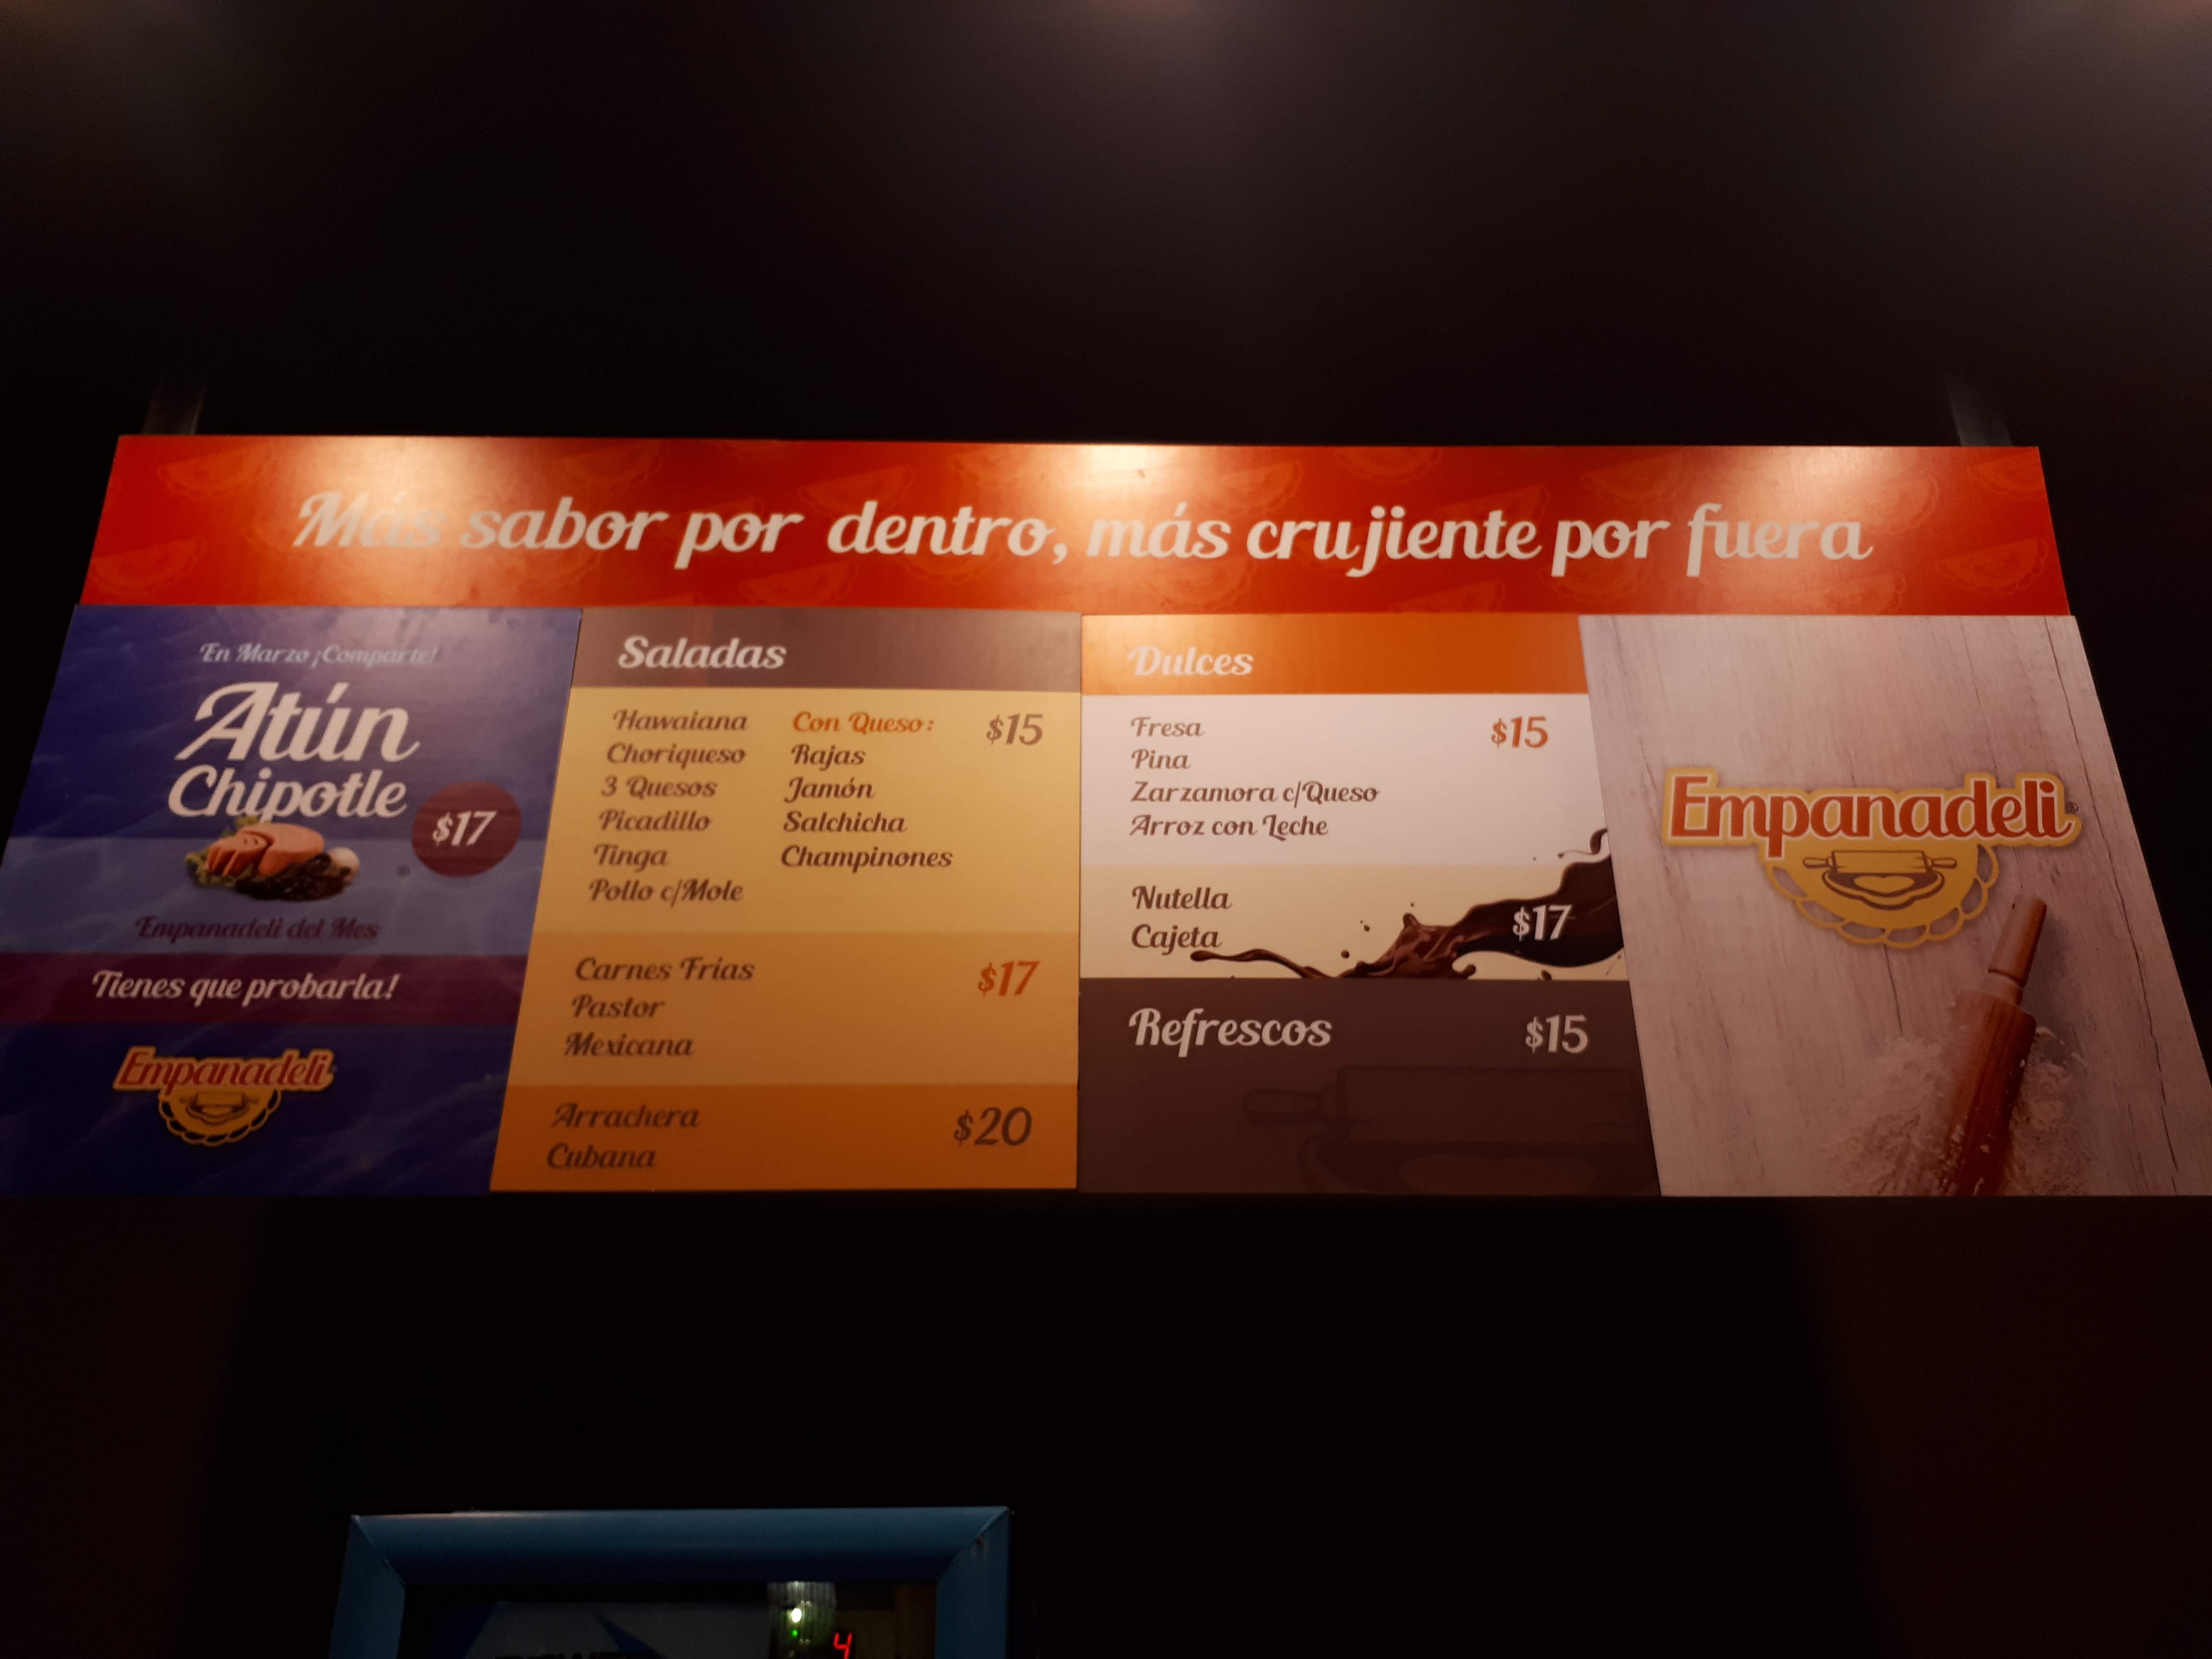 Más sabor por dentro, más crujiente por fuera
En Marzo ¡Comparte!
Atún
Chipotle
$17
Empanadeli del Mes
Tienes que probarla!
Empanadeli
Saladas
Hawaiana
Choriqueso
3 Quesos
Picadillo
Tinga
Pollo c/Mole
Con Queso:
Rajas
Jamón
Salchicha
Champinones
$15
Carnes Frias
Pastor
Mexicana
$17
Arrachera
Cubana
$20
Dulces
Fresa
Pina
Zarzamora c/Queso
Arroz con Leche
$15
Nutella
Cajeta
$17
Refrescos
$15
Empanadeli®
4